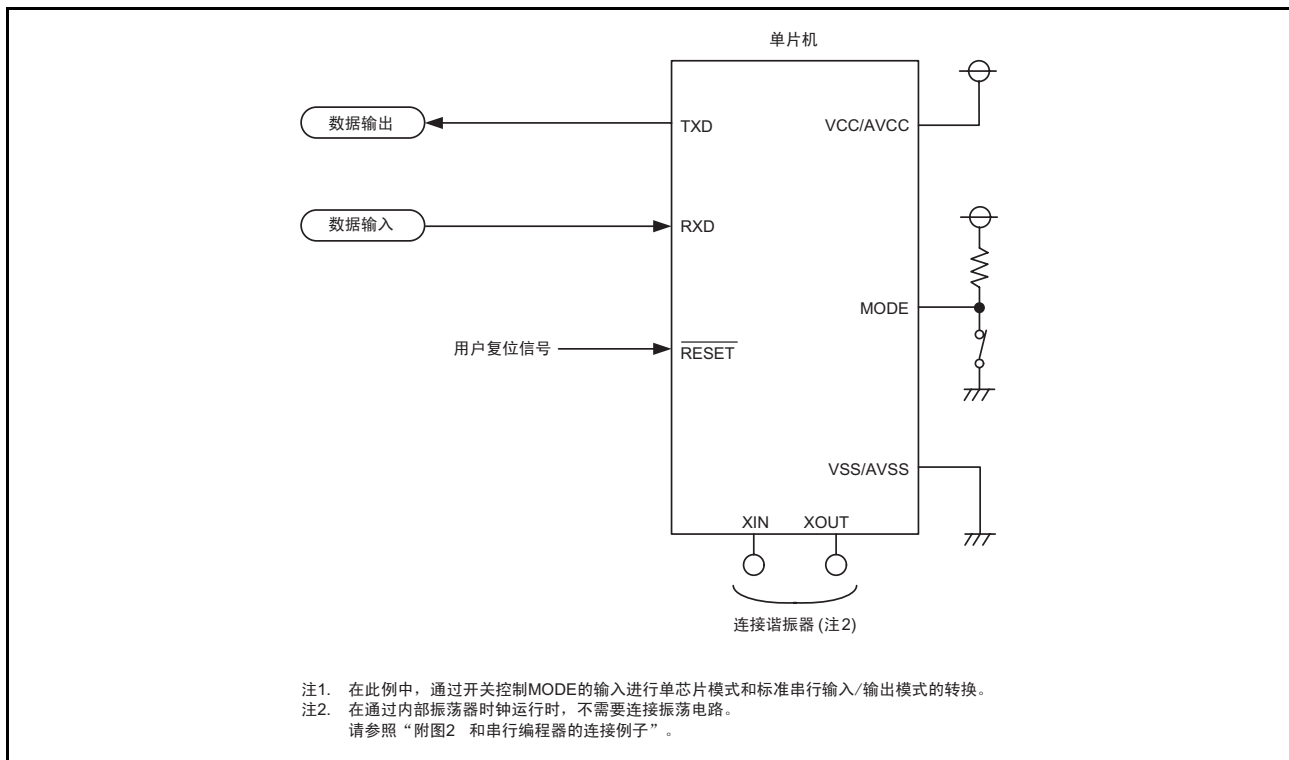 单片机
数据输出
TXD
VCC/AVCC
数据输入
RXD
MODE
用户复位信号
RESET
VSS/AVSS
XIN
XOUT
连接谐振器 (注2)
注1. 在此例中，通过开关控制MODE的输入进行单芯片模式和标准串行输入/输出模式的转换。
注2. 在通过内部振荡器时钟运行时，不需要连接振荡电路。
请参照“附图2 和串行编程器的连接例子”。